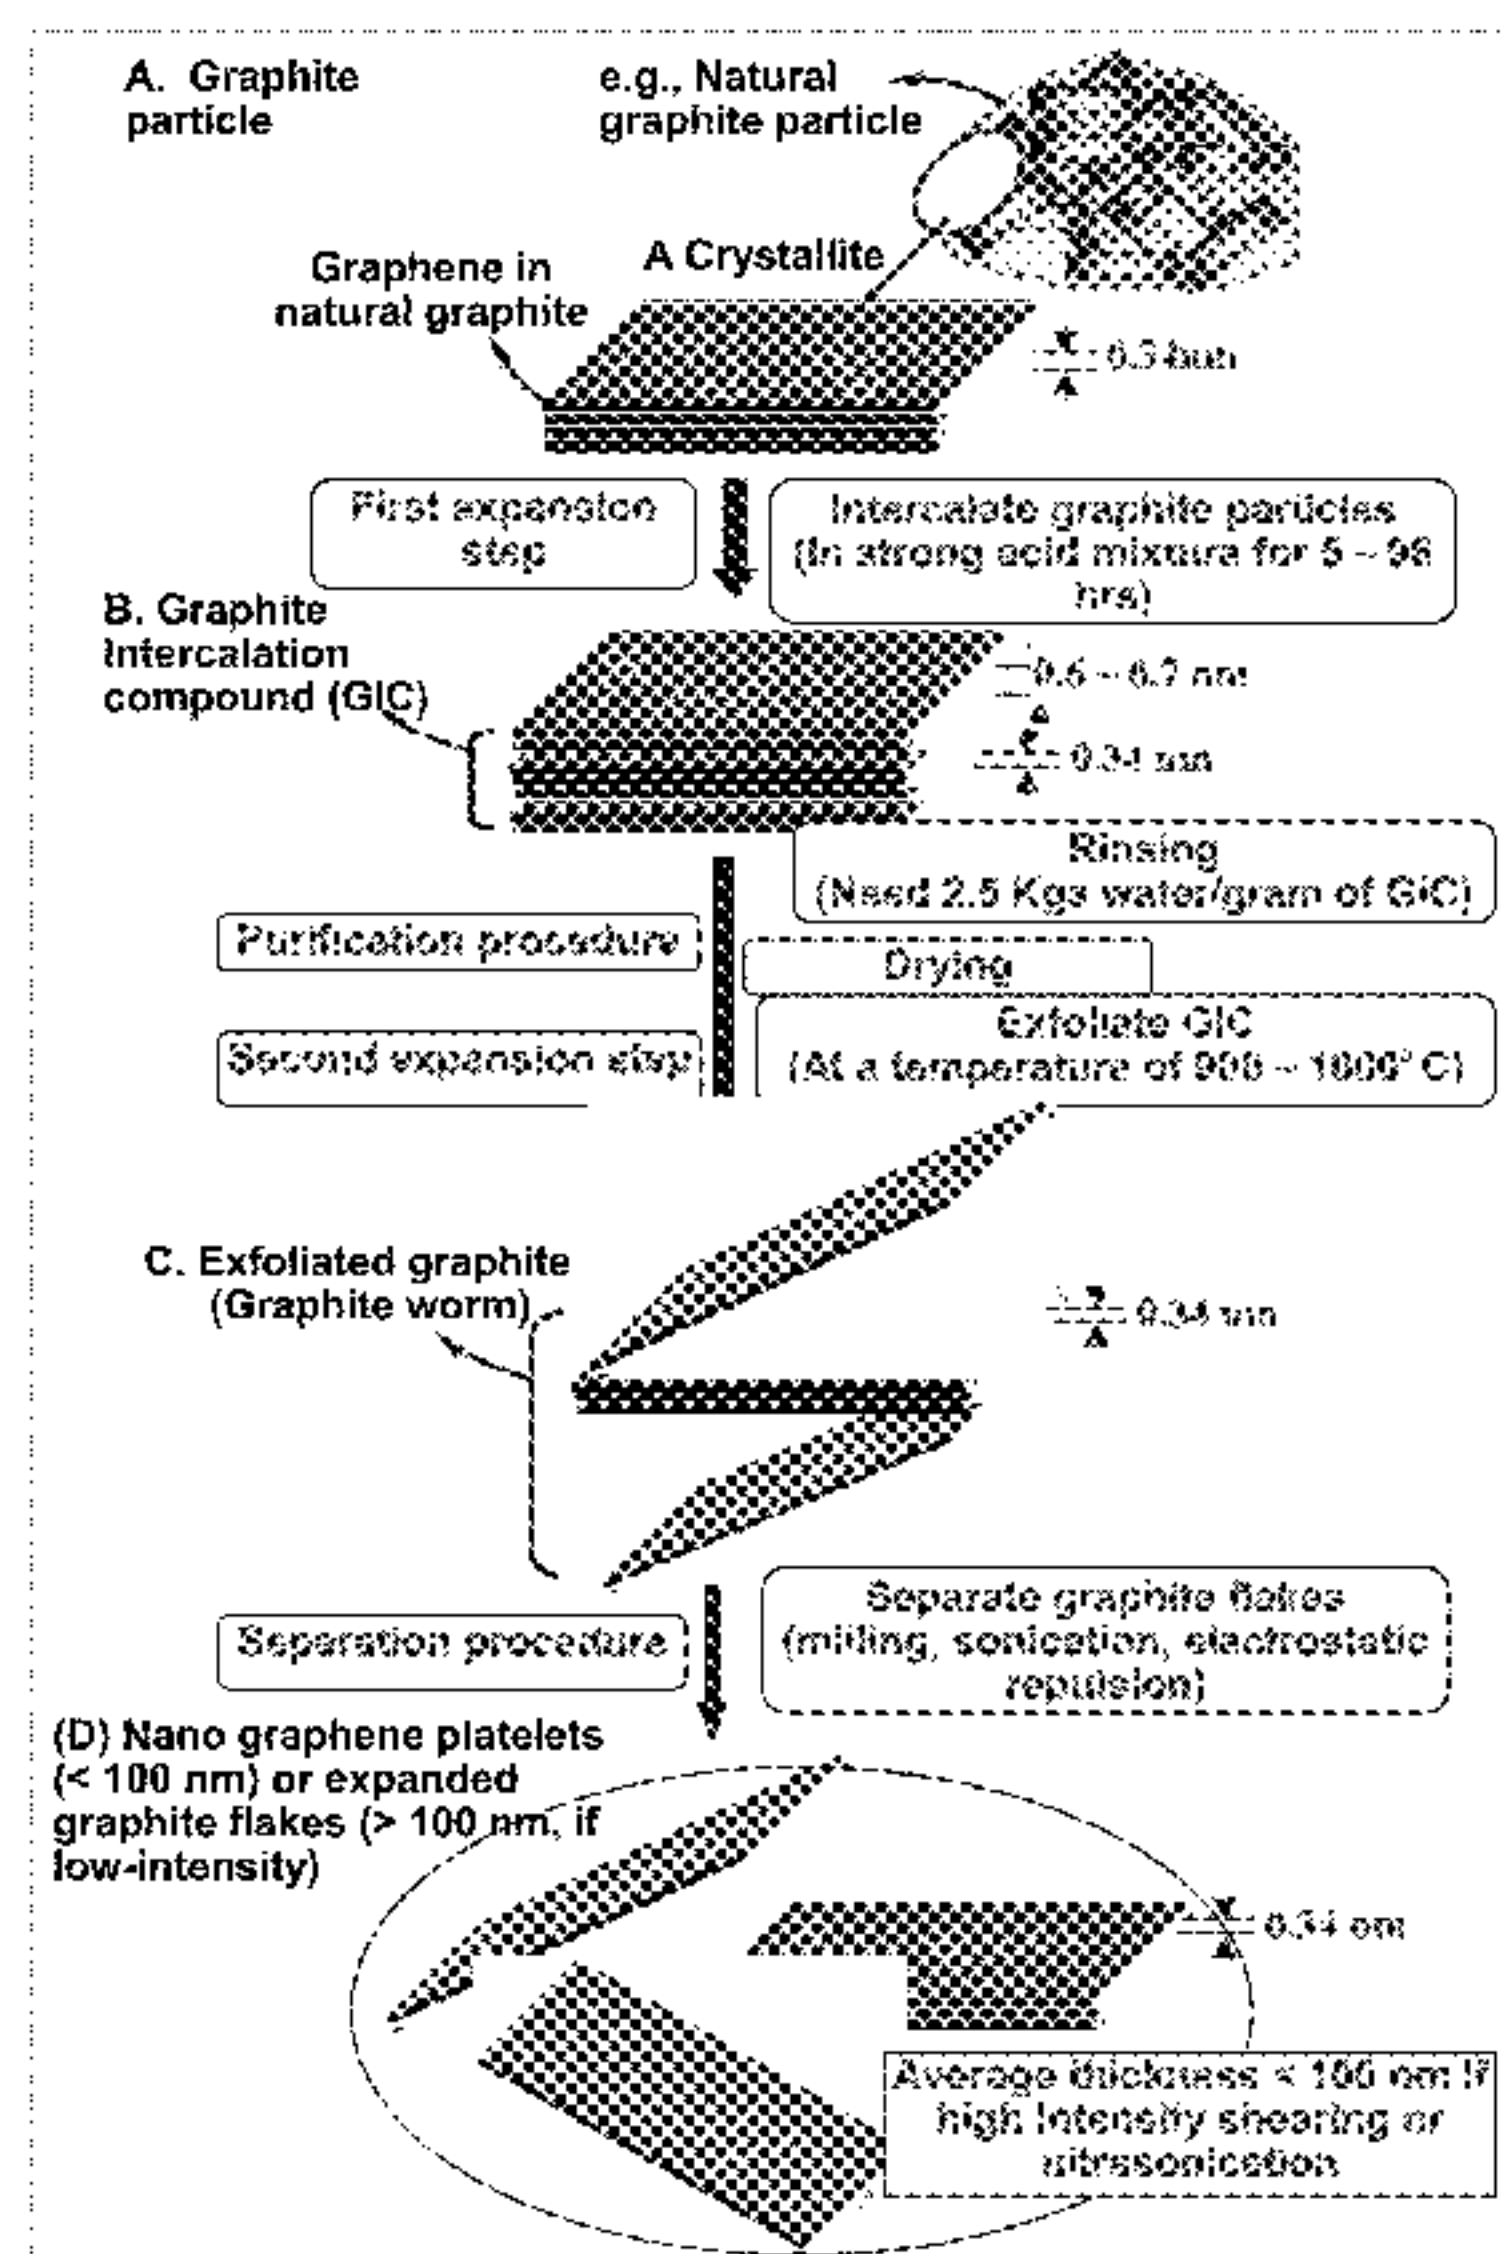 A. Graphite
particle
e.g., Natural
graphite particle
A Crystallite
Graphene in
natural graphite
First expansion
step
Intercalate graphite particles
(In strong acid mixture for 5 ~ 96
hrs)
B. Graphite
Intercalation
compound (GIC)
0.34 nm
Rinsing
(Need 2.5 Kgs water/gram of GIC)
Purification procedure
Drying
Second expansion step
Exfoliate GIC
(At a temperature of
C. Exfoliated graphite
(Graphite worm)
0.34 nm
Separation procedure
Separate graphite flakes
(milling, sonication, electrostatic
repulsion)
(D) Nano graphene platelets
(< 100 nm) or expanded
graphite flakes (> 100 nm, if
low-intensity)
0.34 nm
Average thickness < 100 nm if
high Intensity shearing or
ultrasonication